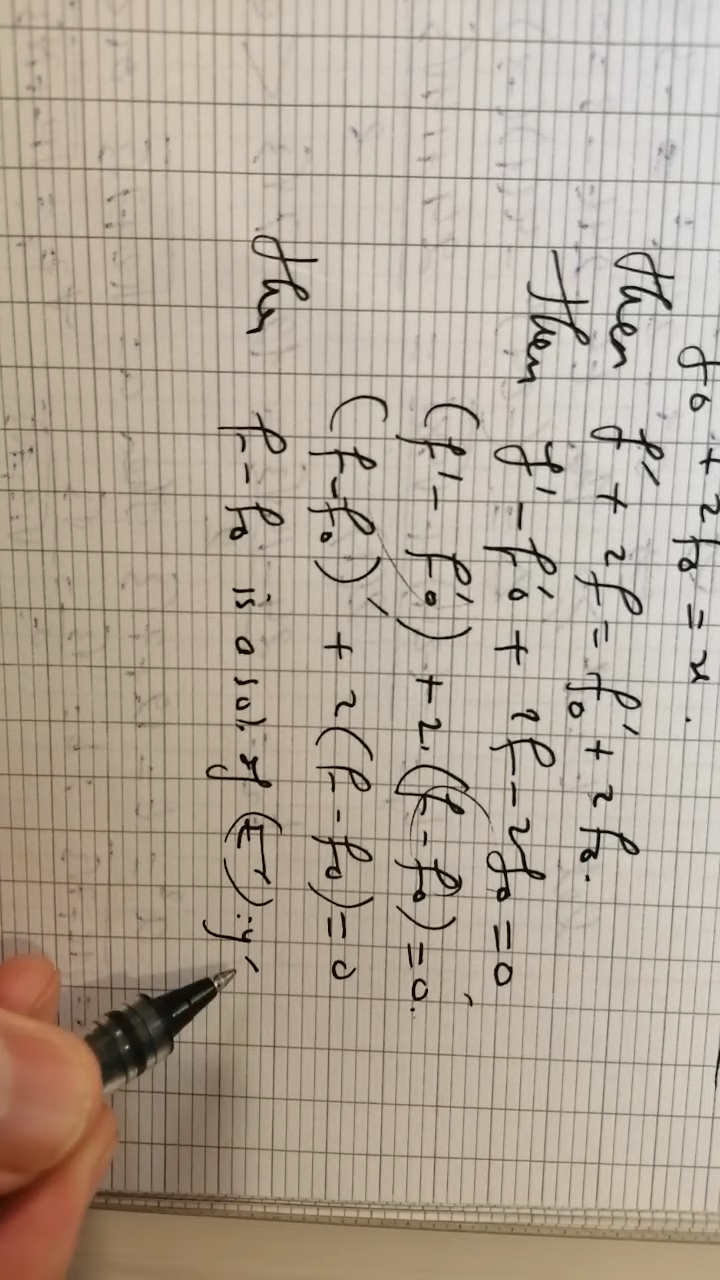 f₀ + 2f₀ = x.
then f' + 2f = f₀' + 2f₀.
then f' - f₀' + 2f - 2f₀ = 0
(f' - f₀') + 2.(f - f₀) = 0.
(f - f₀)' + 2(f - f₀) = 0
the f - f₀ is a sol of (E'): y'